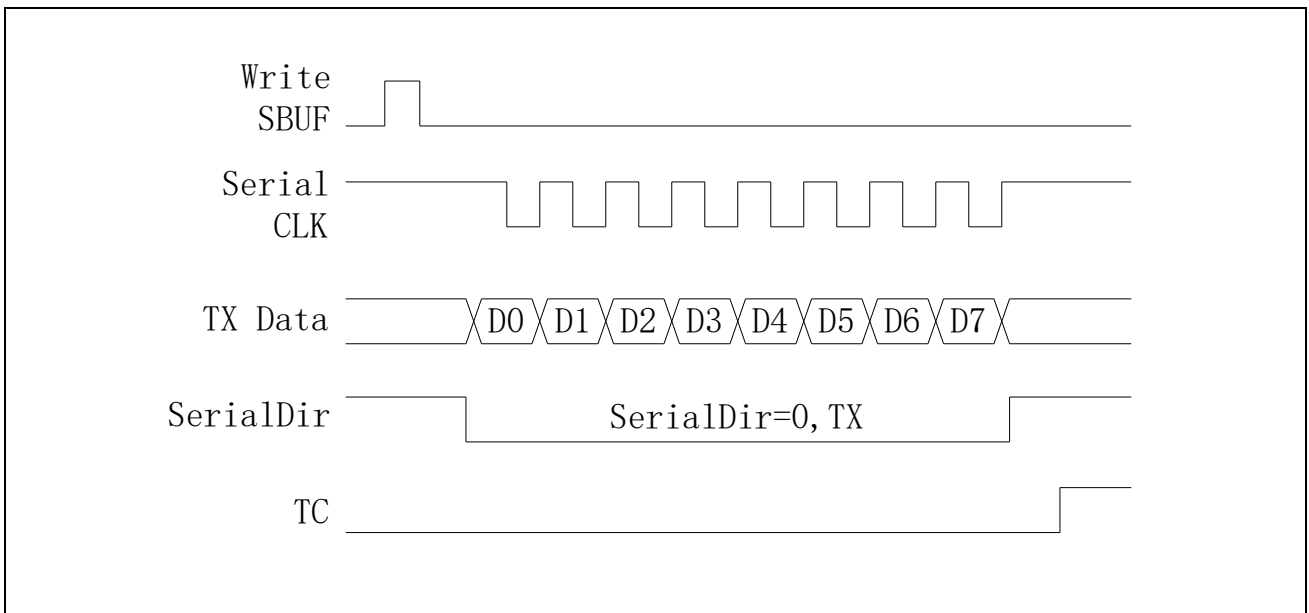 Write
SBUF
Serial
CLK
TX Data
D0 D1 D2 D3 D4 D5 D6 D7
SerialDir
SerialDir=0,TX
TC